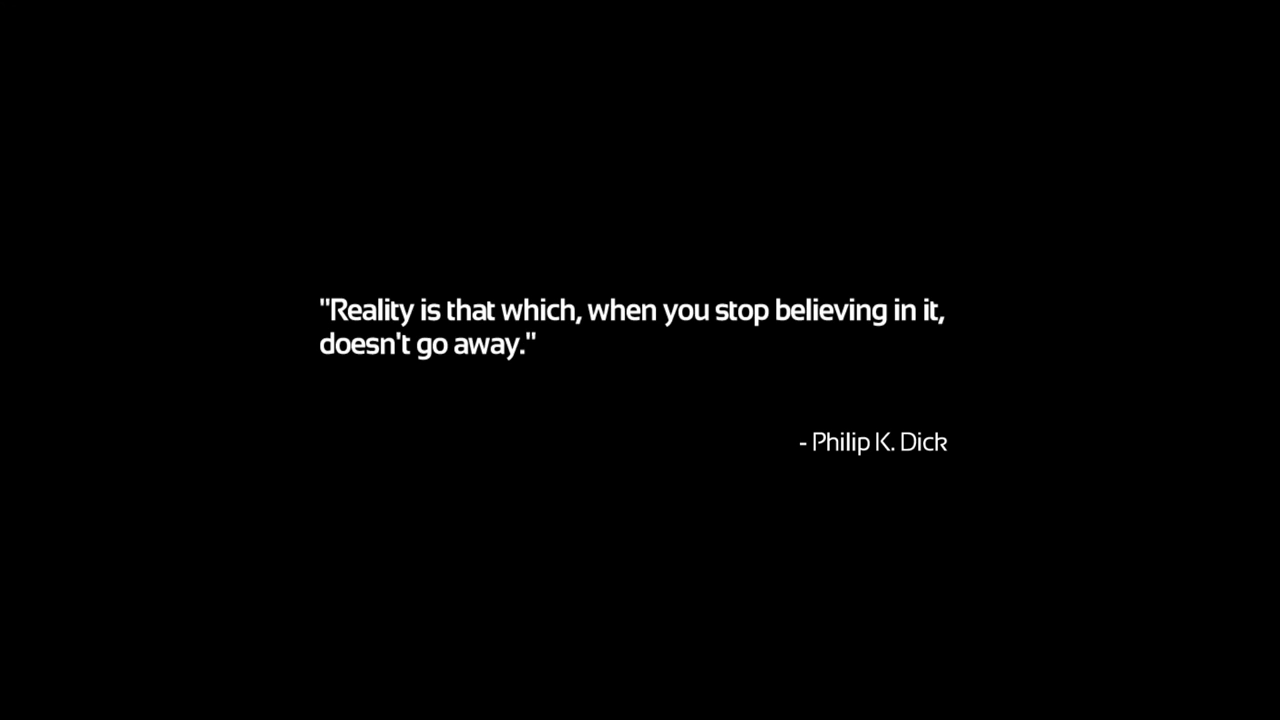 "Reality is that which, when you stop believing in it,
doesn't go away."
- Philip K. Dick